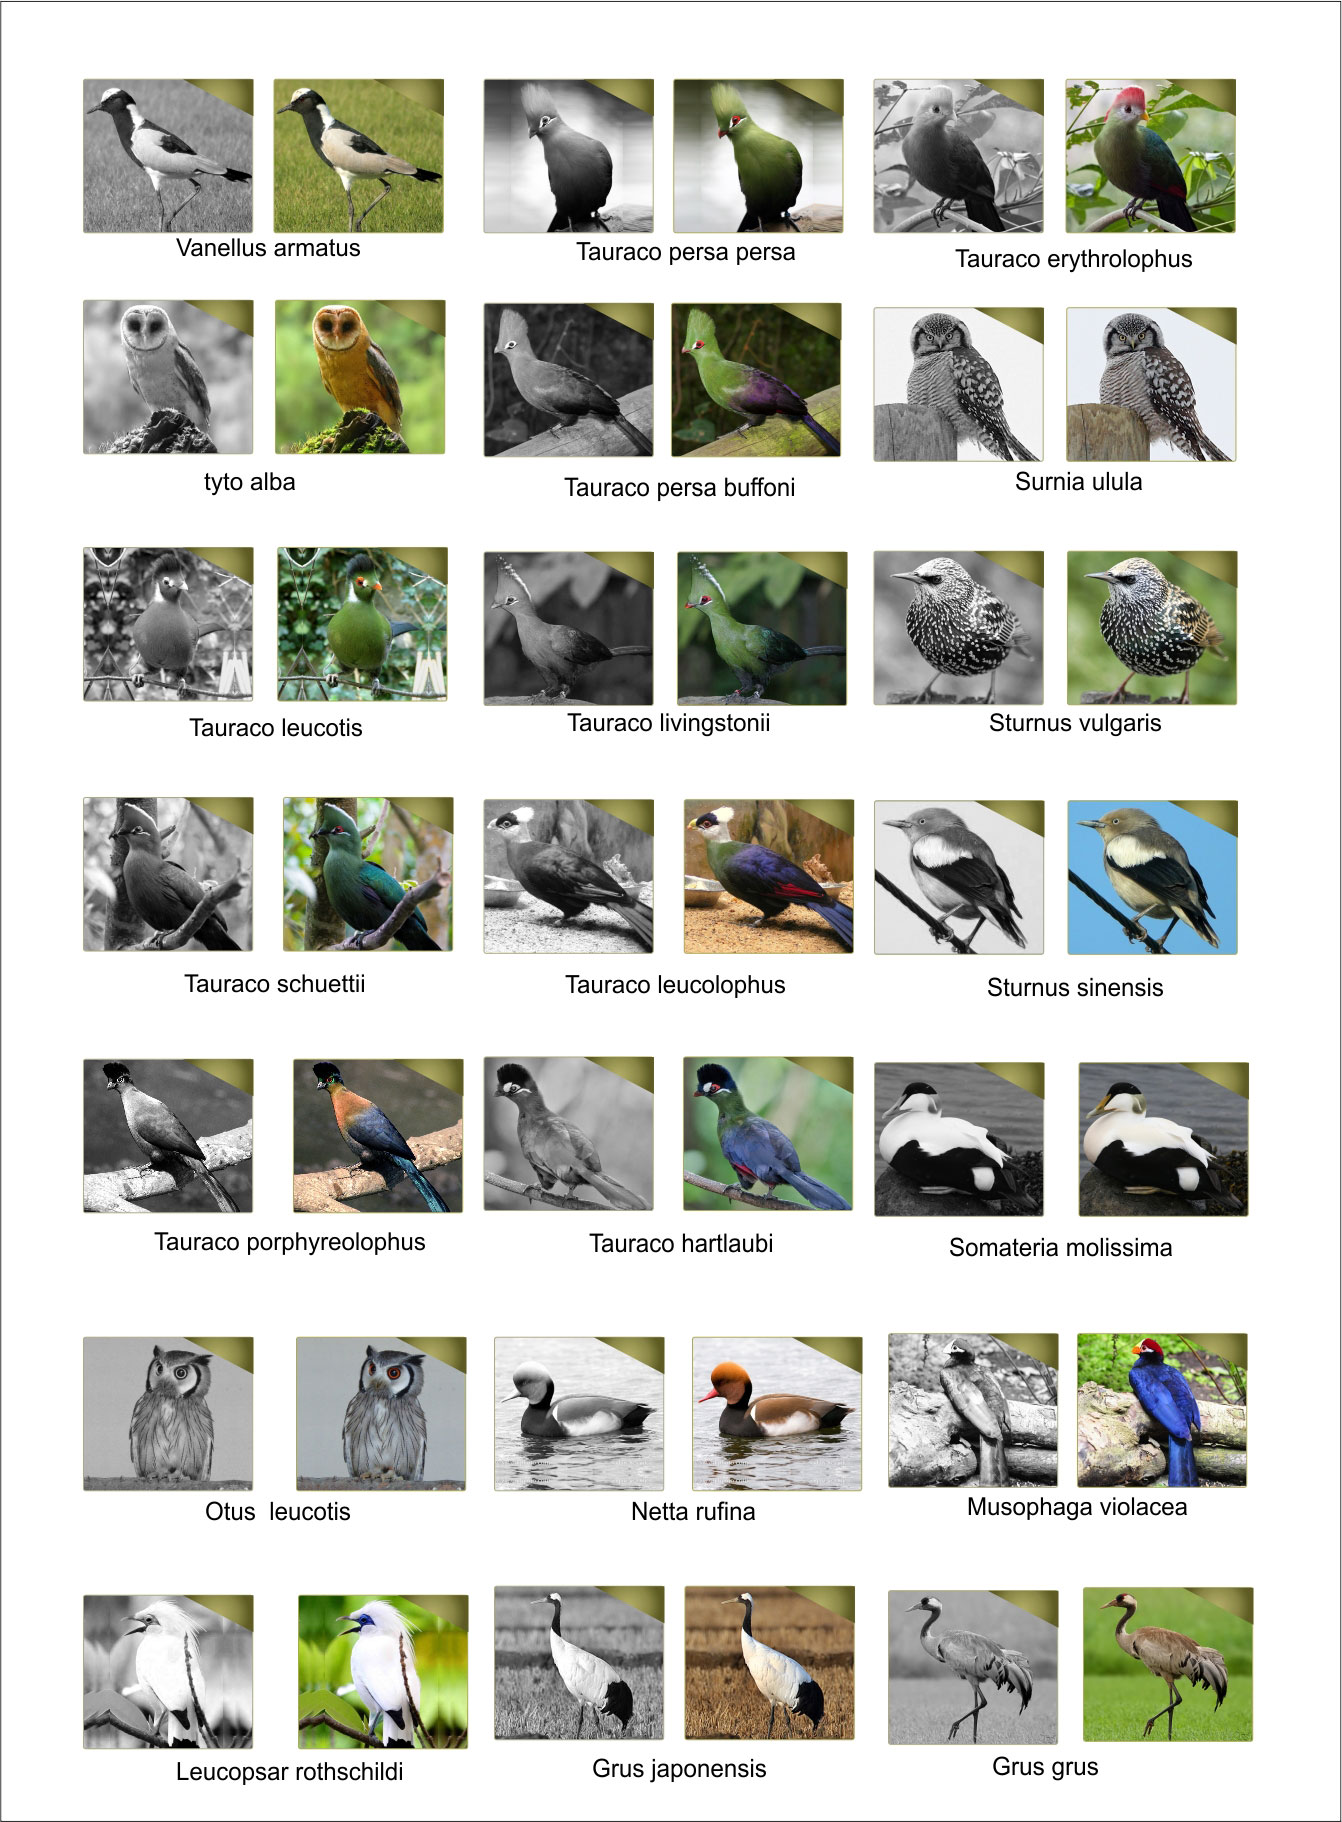 Vanellus armatus
Tauraco persa persa
Tauraco erythrolophus
tyto alba
Tauraco persa buffoni
Surnia ulula
Tauraco leucotis
Tauraco livingstonii
Sturnus vulgaris
Tauraco schuettii
Tauraco leucolophus
Sturnus sinensis
Tauraco porphyreolophus
Tauraco hartlaubi
Somateria molissima
Otus leucotis
Netta rufina
Musophaga violacea
Leucopsar rothschildi
Grus japonensis
Grus grus